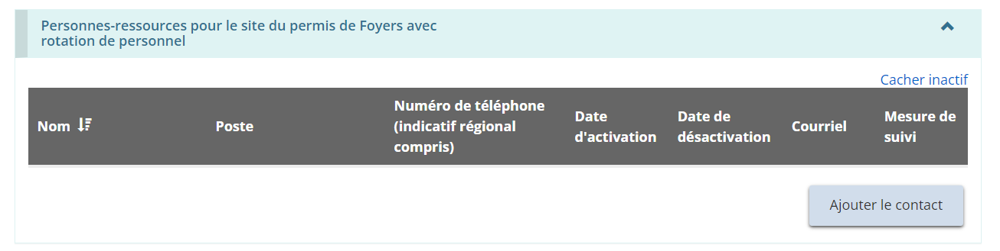 Personnes-ressources pour le site du permis de Foyers avec
rotation de personnel
Cacher inactif
Nom
Poste
Numéro de téléphone
(indicatif régional
compris)
Date
d'activation
Date de
désactivation
Courriel
Mesure de
suivi
Ajouter le contact